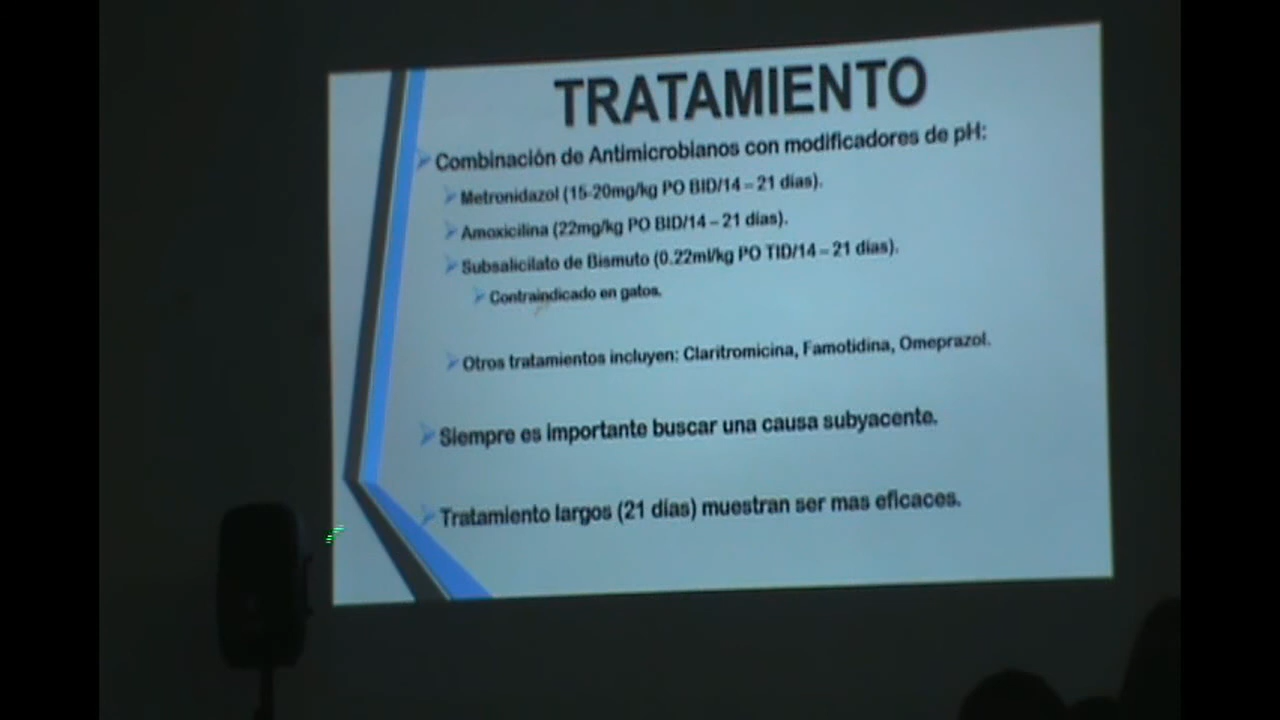 TRATAMIENTO
Combinación de Antimicrobianos con modificadores de pH:
Metronidazol (15-20mg/kg PO BID/14 – 21 días).
Amoxicilina (22mg/kg PO BID/14 – 21 días).
Subsalicilato de Bismuto (0.22ml/kg PO TID/14 – 21 días).
Contraindicado en gatos.
Otros tratamientos incluyen: Claritromicina, Famotidina, Omeprazol.
Siempre es importante buscar una causa subyacente.
Tratamiento largos (21 días) muestran ser mas eficaces.